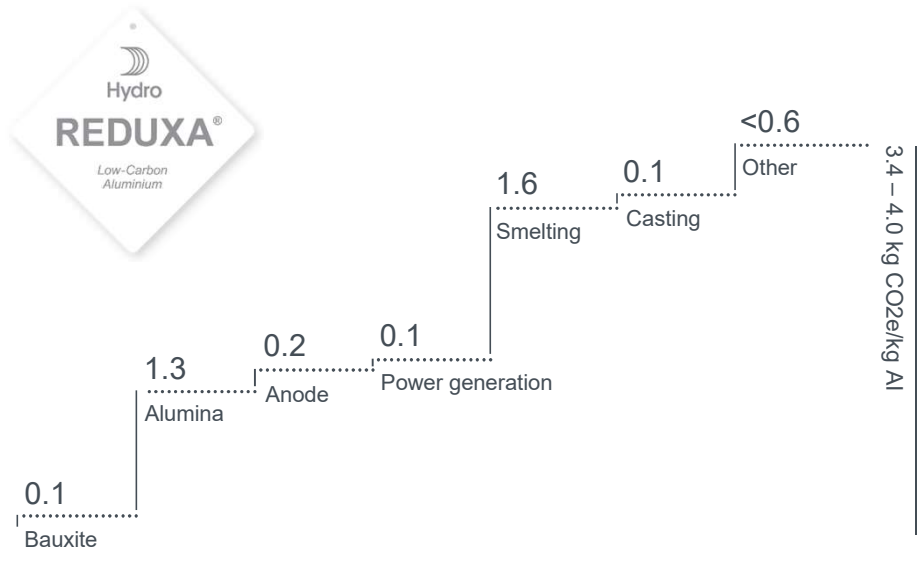 Hydro
REDUXA®
Low-Carbon
Aluminium
<0.6
Other
0.1
Casting
1.6
Smelting
0.1
Power generation
0.2
Anode
1.3
Alumina
0.1
Bauxite
3.4 – 4.0 kg CO2e/kg Al